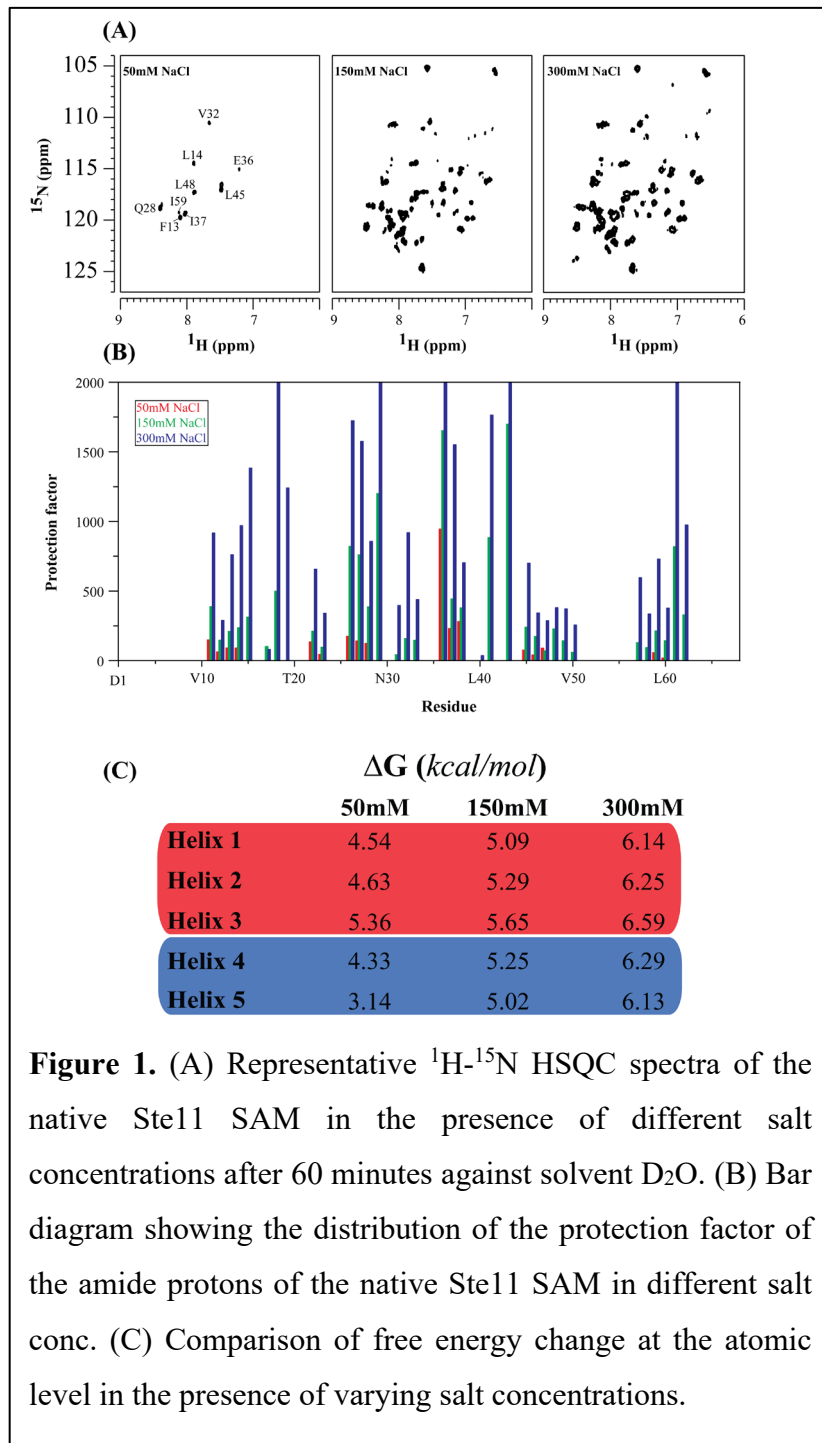 (A)
50mM NaCl
150mM NaCl
300mM NaCl
105
110
115
120
125
¹⁵N (ppm)
V32
L14
E36
L48
L45
Q28
I59
F13
I37
9 8 7
9 8 7
9 8 7 6
¹H (ppm)
¹H (ppm)
¹H (ppm)
(B)
2000
1500
1000
500
0
Protection factor
50mM NaCl
150mM NaCl
300mM NaCl
D1 V10 T20 N30 L40 V50 L60
Residue
(C)
ΔG (kcal/mol)
50mM 150mM 300mM
Helix 1 4.54 5.09 6.14
Helix 2 4.63 5.29 6.25
Helix 3 5.36 5.65 6.59
Helix 4 4.33 5.25 6.29
Helix 5 3.14 5.02 6.13
Figure 1. (A) Representative ¹H-¹⁵N HSQC spectra of the
native Ste11 SAM in the presence of different salt
concentrations after 60 minutes against solvent D₂O. (B) Bar
diagram showing the distribution of the protection factor of
the amide protons of the native Ste11 SAM in different salt
conc. (C) Comparison of free energy change at the atomic
level in the presence of varying salt concentrations.